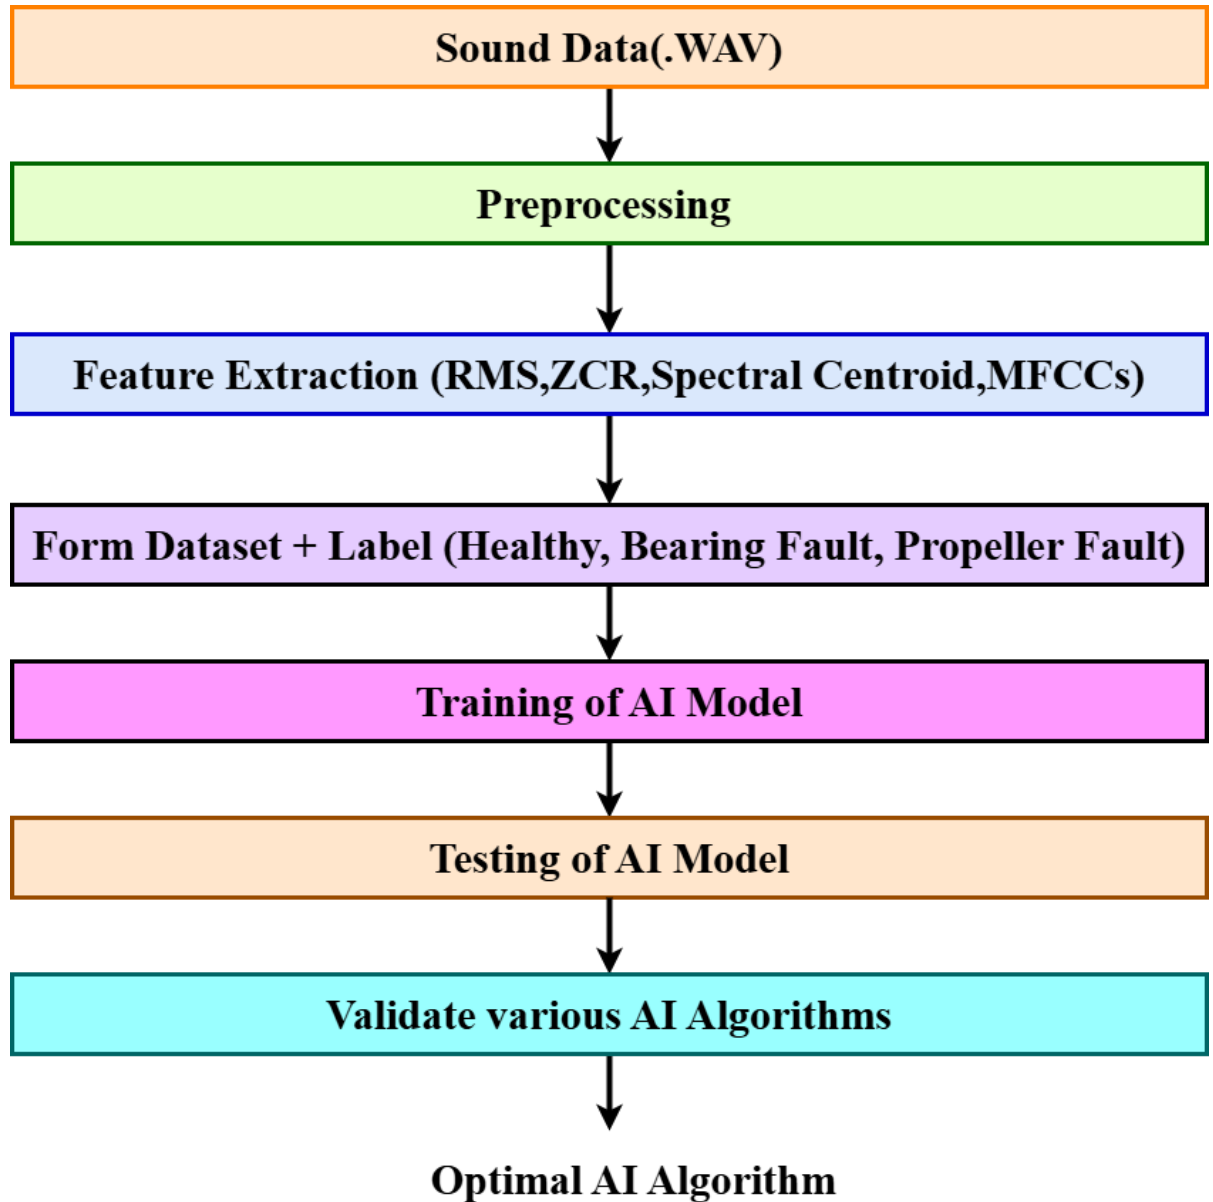 Sound Data(.WAV)
Preprocessing
Feature Extraction (RMS,ZCR,Spectral Centroid,MFCCs)
Form Dataset + Label (Healthy, Bearing Fault, Propeller Fault)
Training of AI Model
Testing of AI Model
Validate various AI Algorithms
Optimal AI Algorithm